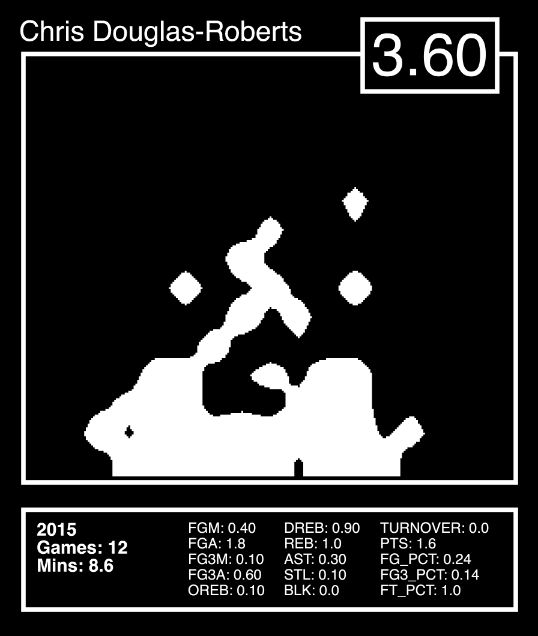 Chris Douglas-Roberts
3.60
2015
Games: 12
Mins: 8.6
FGM: 0.40
FGA: 1.8
FG3M: 0.10
FG3A: 0.60
OREB: 0.10
DREB: 0.90
REB: 1.0
AST: 0.30
STL: 0.10
BLK: 0.0
TURNOVER: 0.0
PTS: 1.6
FG_PCT: 0.24
FG3_PCT: 0.14
FT_PCT: 1.0